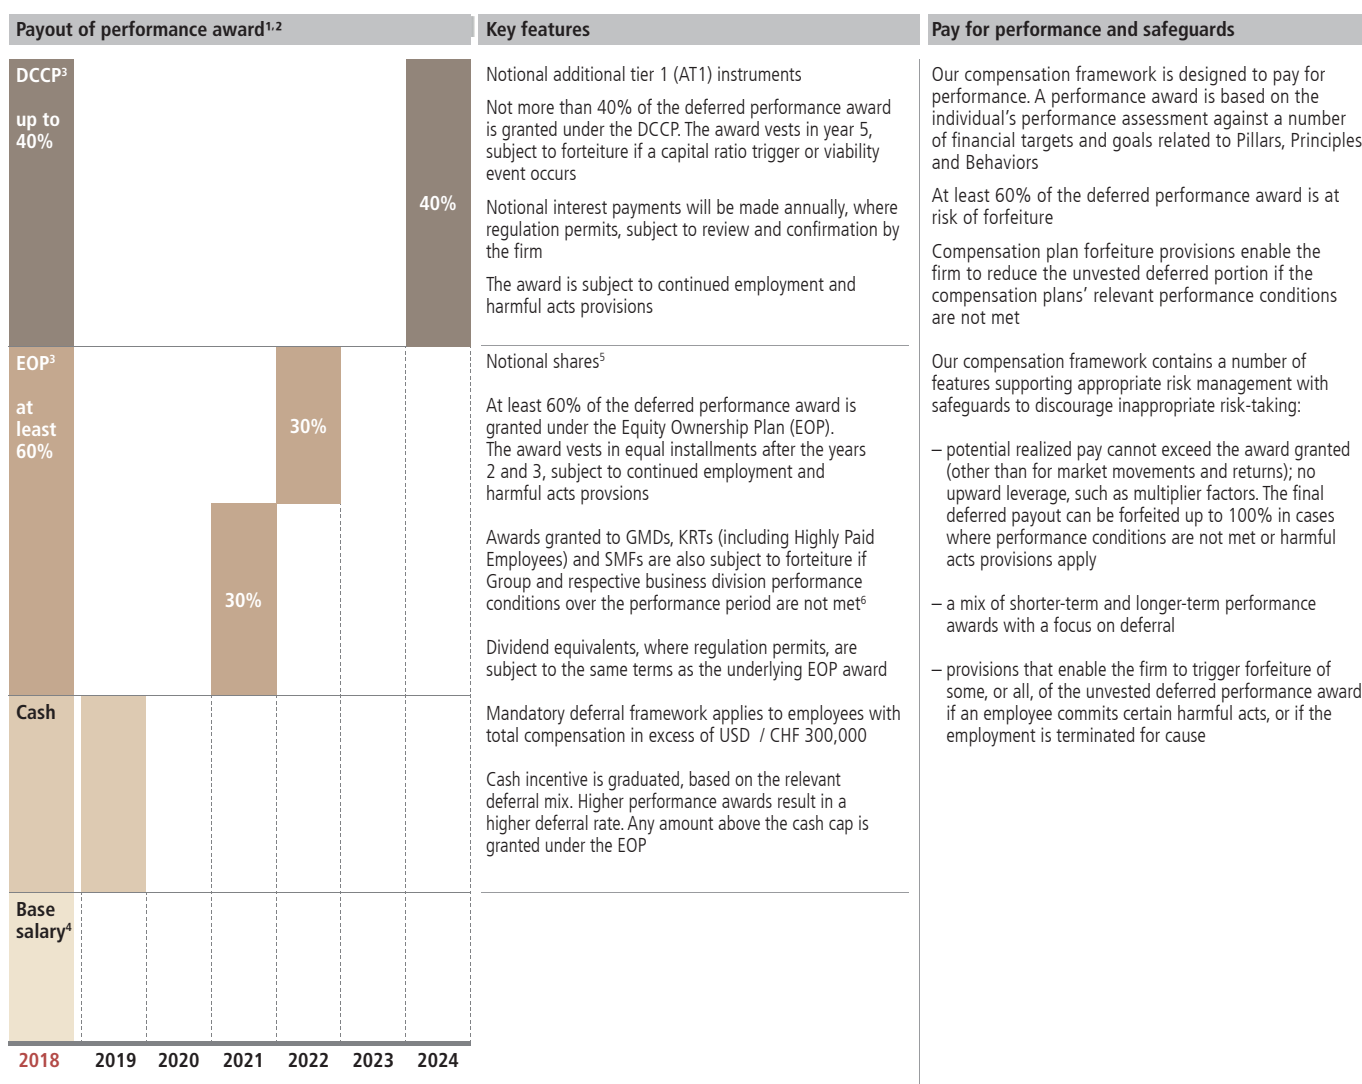 Payout of performance award1,2
DCCP3
up to
40%
40%
EOP3
at
least
60%
30%
30%
Cash
Base
salary4
2018 2019 2020 2021 2022 2023 2024
Key features
Notional additional tier 1 (AT1) instruments
Not more than 40% of the deferred performance award
is granted under the DCCP. The award vests in year 5,
subject to forteiture if a capital ratio trigger or viability
event occurs
Notional interest payments will be made annually, where
regulation permits, subject to review and confirmation by
the firm
The award is subject to continued employment and
harmful acts provisions
Notional shares5
At least 60% of the deferred performance award is
granted under the Equity Ownership Plan (EOP).
The award vests in equal installments after the years
2 and 3, subject to continued employment and
harmful acts provsions
Awards granted to GMDs, KRTs (including Highly Paid
Employees) and SMFs are also subject to forteiture if
Group and respective business division performance
conditions over the performance period are not met6
Dividend equivalents, where regulation permits, are
subject to the same terms as the underlying EOP award
Mandatory deferral framework applies to employees with
total compensation in excess of USD / CHF 300,000
Cash incentive is graduated, based on the relevant
deferral mix. Higher performance awards result in a
higher deferral rate. Any amount above the cash cap is
granted under the EOP
Pay for performance and safeguards
Our compensation framework is designed to pay for
performance. A performance award is based on the
individual’s performance assessment against a number
of financial targets and goals related to Pillars, Principles
and Behaviors
At least 60% of the deferred performance award is at
risk of forfeiture
Compensation plan forfeiture provisions enable the
firm to reduce the unvested deferred portion if the
compensation plans’ relevant performance conditions
are not met
Our compensation framework contains a number of
features supporting appropriate risk management with
safeguards to discourage inappropriate risk-taking:
– potential realized pay cannot exceed the award granted
(other than for market movements and returns); no
upward leverage, such as multiplier factors. The final
deferred payout can be forfeited up to 100% in cases
where performance conditions are not met or harmful
acts provisions apply
– a mix of shorter-term and longer-term performance
awards with a focus on deferral
– provisions that enable the firm to trigger forfeiture of
some, or all, of the unvested deferred performance award
if an employee commits certain harmful acts, or if the
employment is terminated for cause